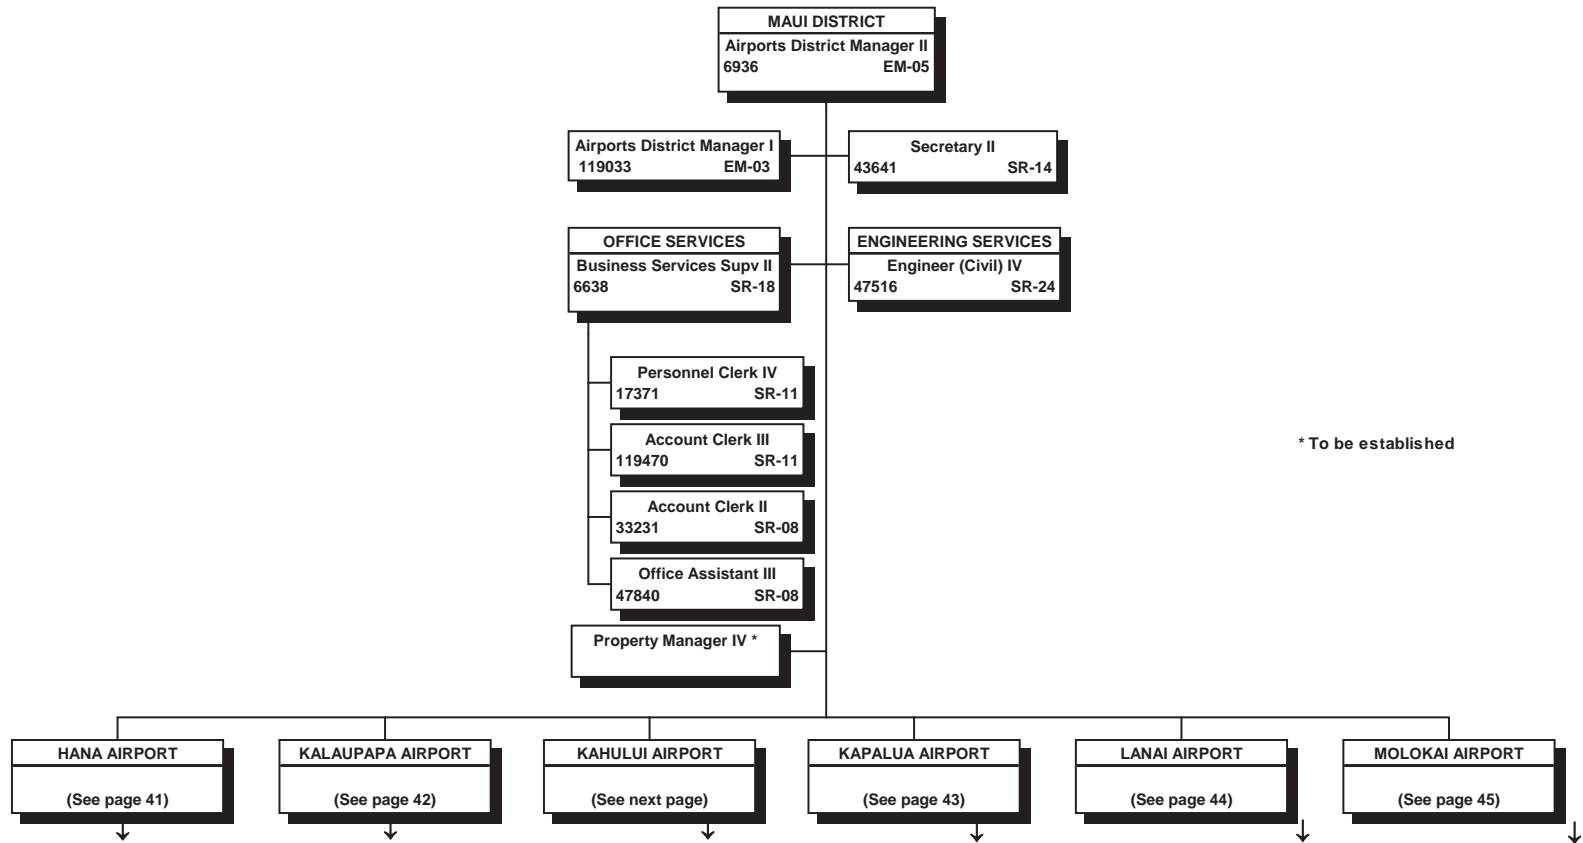 MAUI DISTRICT
Airports District Manager II
6936 EM-05
Airports District Manager I
119033 EM-03
Secretary II
43641 SR-14
OFFICE SERVICES
Business Services Supv II
6638 SR-18
ENGINEERING SERVICES
Engineer (Civil) IV
47516 SR-24
Personnel Clerk IV
17371 SR-11
Account Clerk III
119470 SR-11
* To be established
Account Clerk II
33231 SR-08
Office Assistant III
47840 SR-08
Property Manager IV *
HANA AIRPORT
(See page 41)
KALAUPAPA AIRPORT
(See page 42)
KAHULUI AIRPORT
(See next page)
KAPALUA AIRPORT
(See page 43)
LANAI AIRPORT
(See page 44)
MOLOKAI AIRPORT
(See page 45)